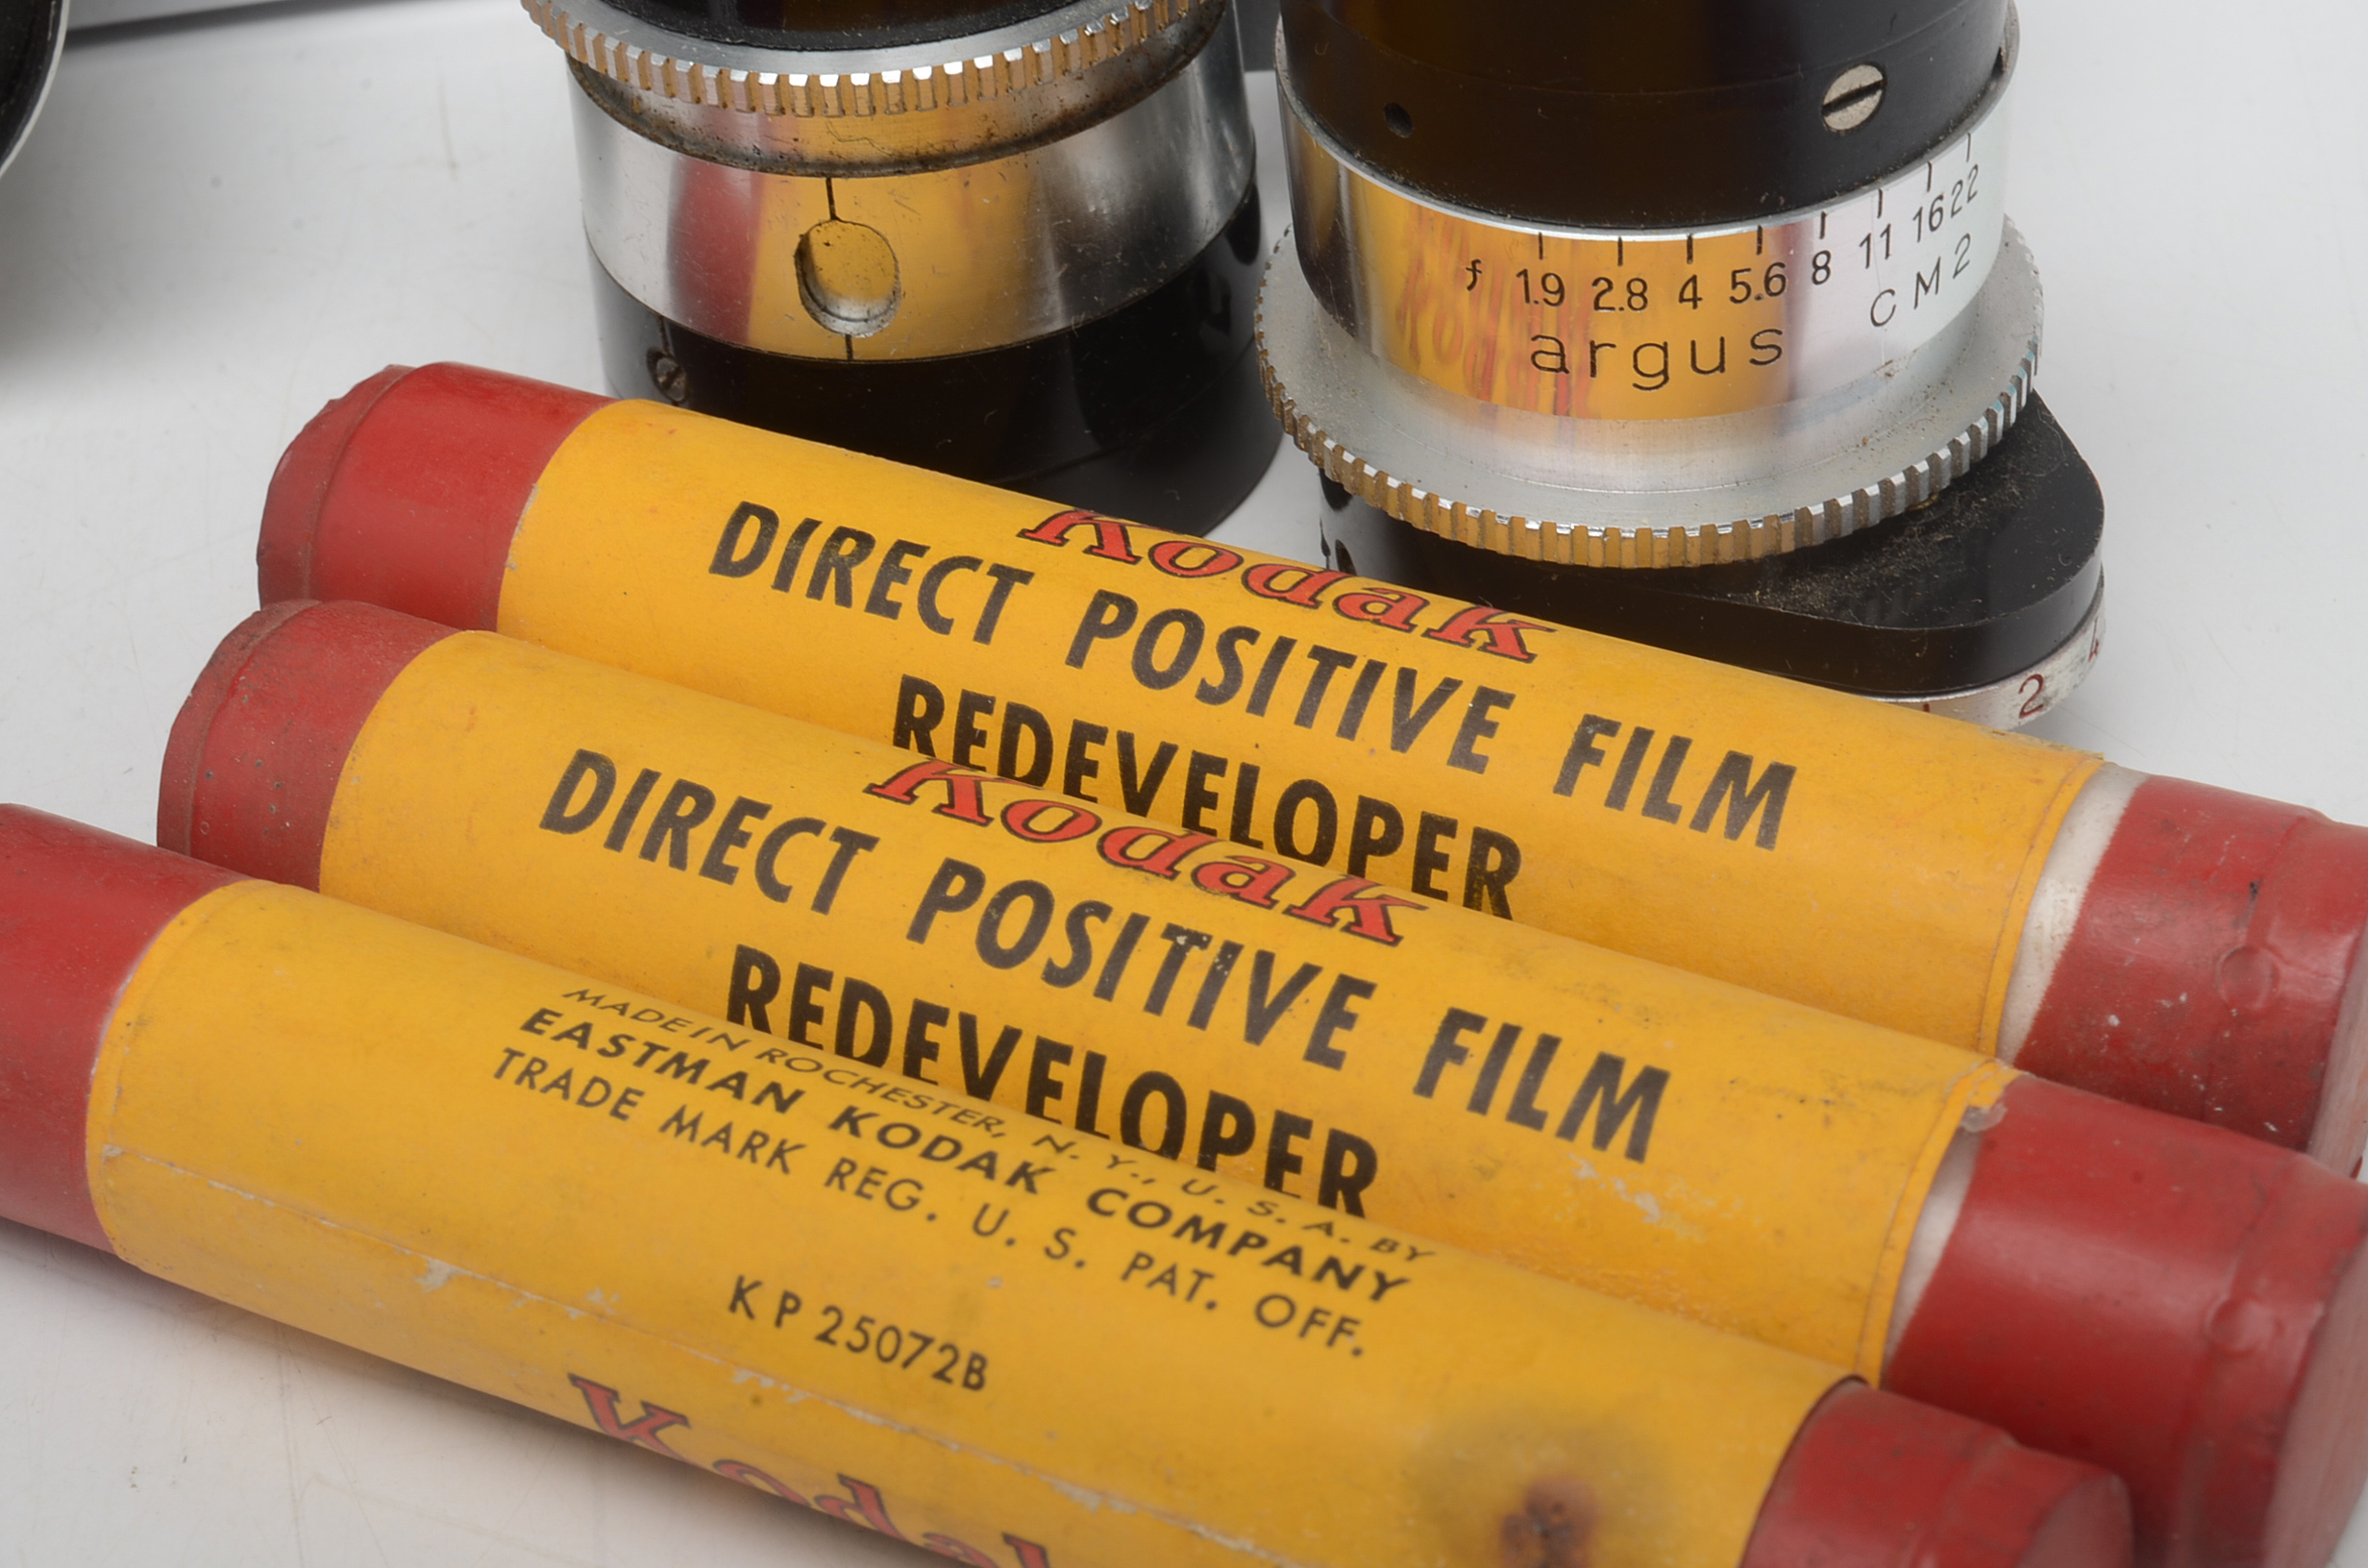 f 1.9 2.8 4 5.6 8 11 16 22
argus CM2
2 4
Kodak
DIRECT POSITIVE FILM
REDEVELOPER
Kodak
DIRECT POSITIVE FILM
REDEVELOPER
MADE IN ROCHESTER, N. Y., U. S. A. BY
EASTMAN KODAK COMPANY
TRADE MARK REG. U. S. PAT. OFF.
KP 25072B
Kodak